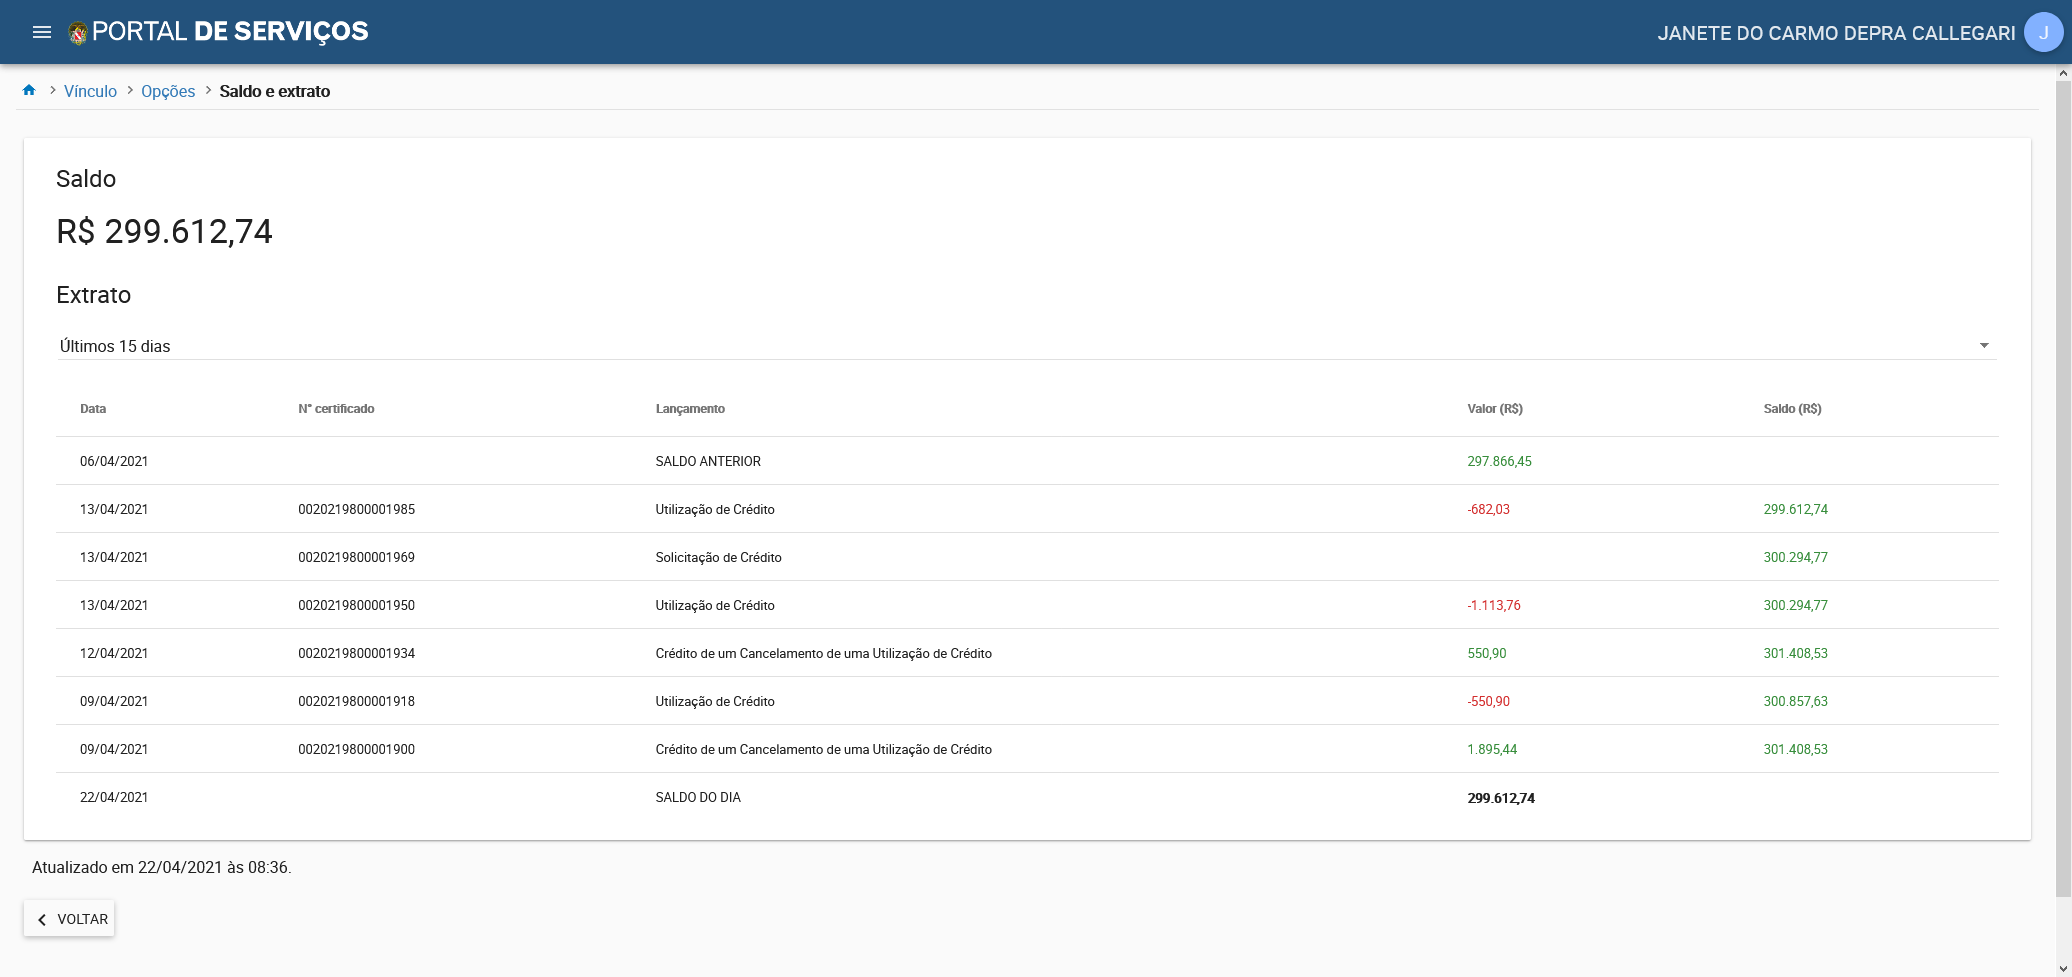 PORTAL DE SERVIÇOS
JANETE DO CARMO DEPRA CALLEGARI J
Vínculo Opções Saldo e extrato
Saldo
R$ 299.612,74
Extrato
Últimos 15 dias
Data N° certificado Lançamento Valor (R$) Saldo (R$)
06/04/2021 SALDO ANTERIOR 297.866,45
13/04/2021 0020219800001985 Utilização de Crédito -682,03 299.612,74
13/04/2021 0020219800001969 Solicitação de Crédito 300.294,77
13/04/2021 0020219800001950 Utilização de Crédito -1.113,76 300.294,77
12/04/2021 0020219800001934 Crédito de um Cancelamento de uma Utilização de Crédito 550,90 301.408,53
09/04/2021 0020219800001918 Utilização de Crédito -550,90 300.857,63
09/04/2021 0020219800001900 Crédito de um Cancelamento de uma Utilização de Crédito 1.895,44 301.408,53
22/04/2021 SALDO DO DIA 299.612,74
Atualizado em 22/04/2021 às 08:36.
VOLTAR